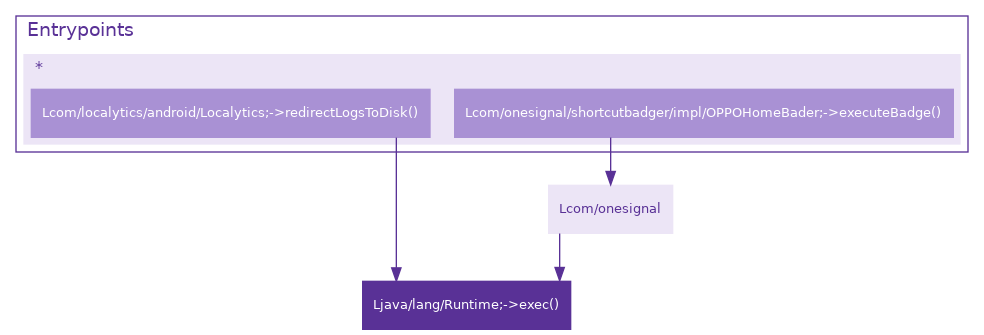 Entrypoints
*
Lcom/localytics/android/Localytics;->redirectLogsToDisk()
Lcom/onesignal/shortcutbadger/impl/OPPOHomeBader;->executeBadge()
Lcom/onesignal
Ljava/lang/Runtime;->exec()